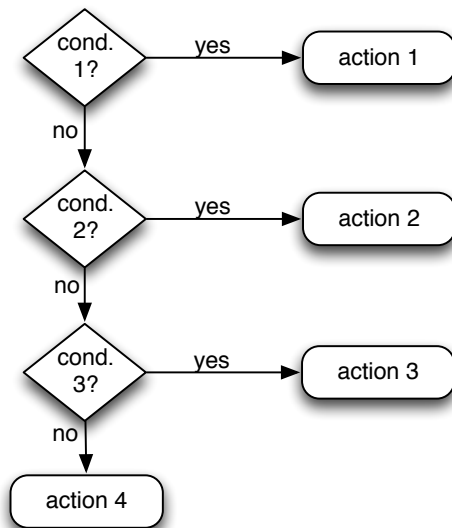 cond.
1?
yes
action 1
no
cond.
2?
yes
action 2
no
cond.
3?
yes
action 3
no
action 4